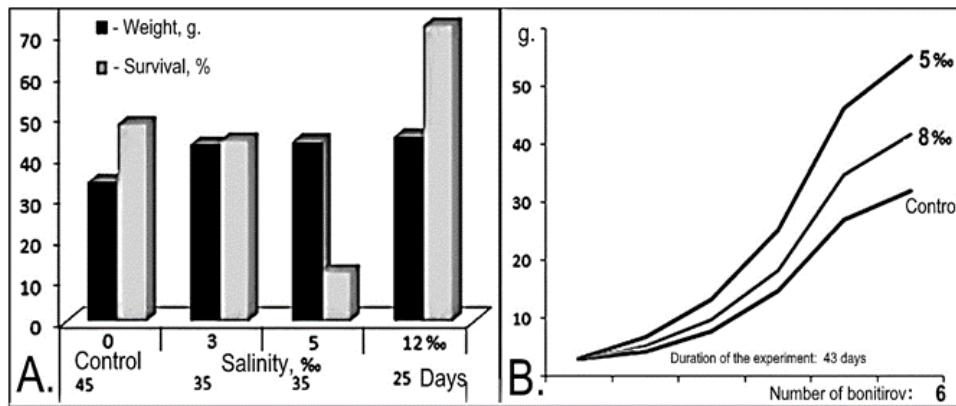 70
60
50
40
30
20
10
0
- Weight, g.
- Survival, %
0 3 5 12‰
Control Salinity, ‰
45 35 35 25 Days
A.
g.
50
40
30
20
10
5‰
8‰
Contro
Duration of the experiment: 43 days
B.
Number of bonitirov: 6